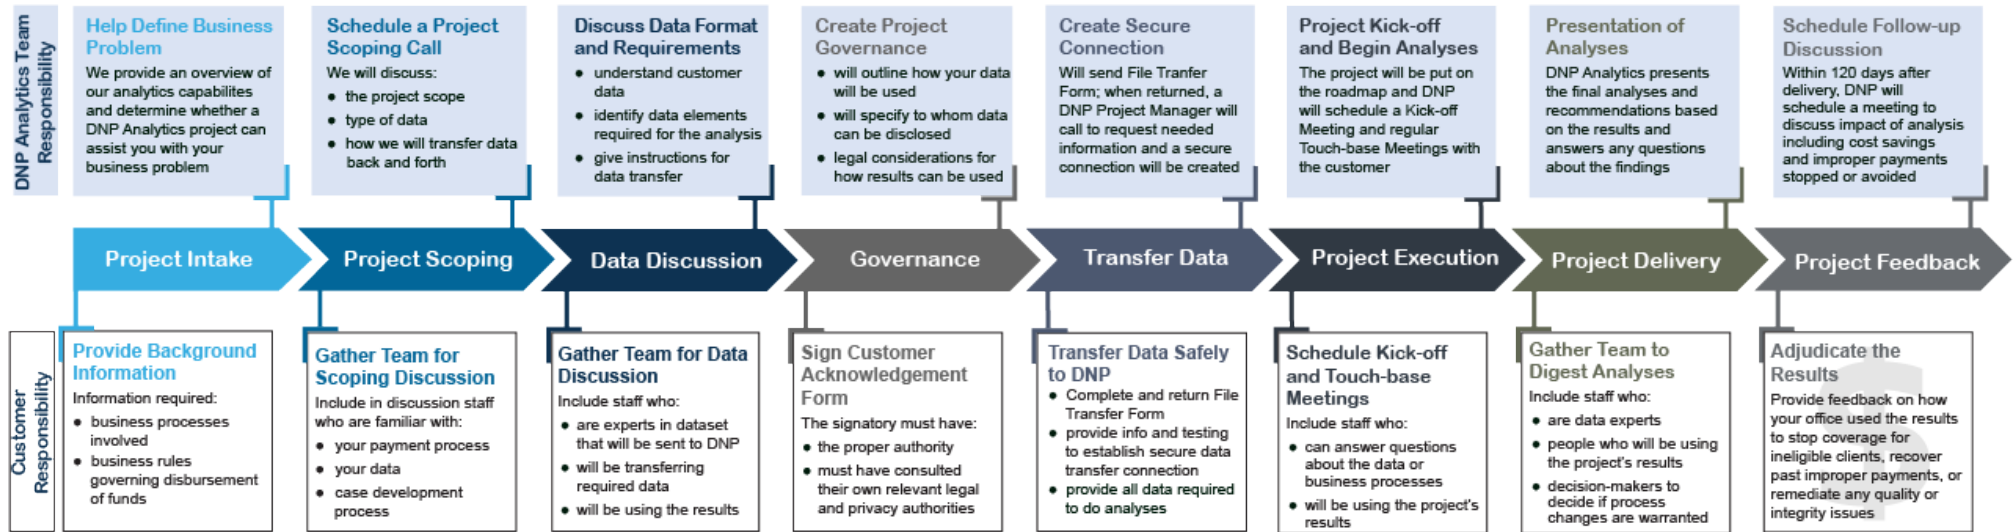 DNP Analytics Team
Responsibility
Help Define Business
Problem
We provide an overview of
our analytics capabilites
and determine whether a
DNP Analytics project can
assist you with your
business problem
Schedule a Project
Scoping Call
We will discuss:
• the project scope
• type of data
• how we will transfer data
back and forth
Discuss Data Format
and Requirements
• understand customer
data
• identify data elements
required for the analysis
• give instructions for
data transfer
Create Project
Governance
• will outline how your data
will be used
• will specify to whom data
can be disclosed
• legal considerations for
how results can be used
Create Secure
Connection
Will send File Tranfer
Form; when returned, a
DNP Project Manager will
call to request needed
information and a secure
connection will be created
Project Kick-off
and Begin Analyses
The project will be put on
the roadmap and DNP
will schedule a Kick-off
Meeting and regular
Touch-base Meetings with
the customer
Presentation of
Analyses
DNP Analytics presents
the final analyses and
recommendations based
on the results and
answers any questions
about the findings
Schedule Follow-up
Discussion
Within 120 days after
delivery, DNP will
schedule a meeting to
discuss impact of analysis
including cost savings
and improper payments
stopped or avoided
Project Intake
Project Scoping
Data Discussion
Governance
Transfer Data
Project Execution
Project Delivery
Project Feedback
Customer
Responsibility
Provide Background
Information
Information required:
• business processes
involved
• business rules
governing disbursement
of funds
Gather Team for
Scoping Discussion
Include in discussion staff
who are familiar with:
• your payment process
• your data
• case development
process
Gather Team for Data
Discussion
Include staff who:
• are experts in dataset
that will be sent to DNP
• will be transferring
required data
• will be using the results
Sign Customer
Acknowledgement
Form
The signatory must have:
• the proper authority
• must have consulted
their own relevant legal
and privacy authorities
Transfer Data Safely
to DNP
• Complete and return File
Transfer Form
• provide info and testing
to establish secure data
transfer connection
• provide all data required
to do analyses
Schedule Kick-off
and Touch-base
Meetings
Include staff who:
• can answer questions
about the data or
business processes
• will be using the project's
results
Gather Team to
Digest Analyses
Include staff who:
• are data experts
• people who will be using
the project's results
• decision-makers to
decide if process
changes are warranted
Adjudicate the
Results
Provide feedback on how
your office used the results
to stop coverage for
ineligible clients, recover
past improper payments, or
remediate any quality or
integrity issues
$